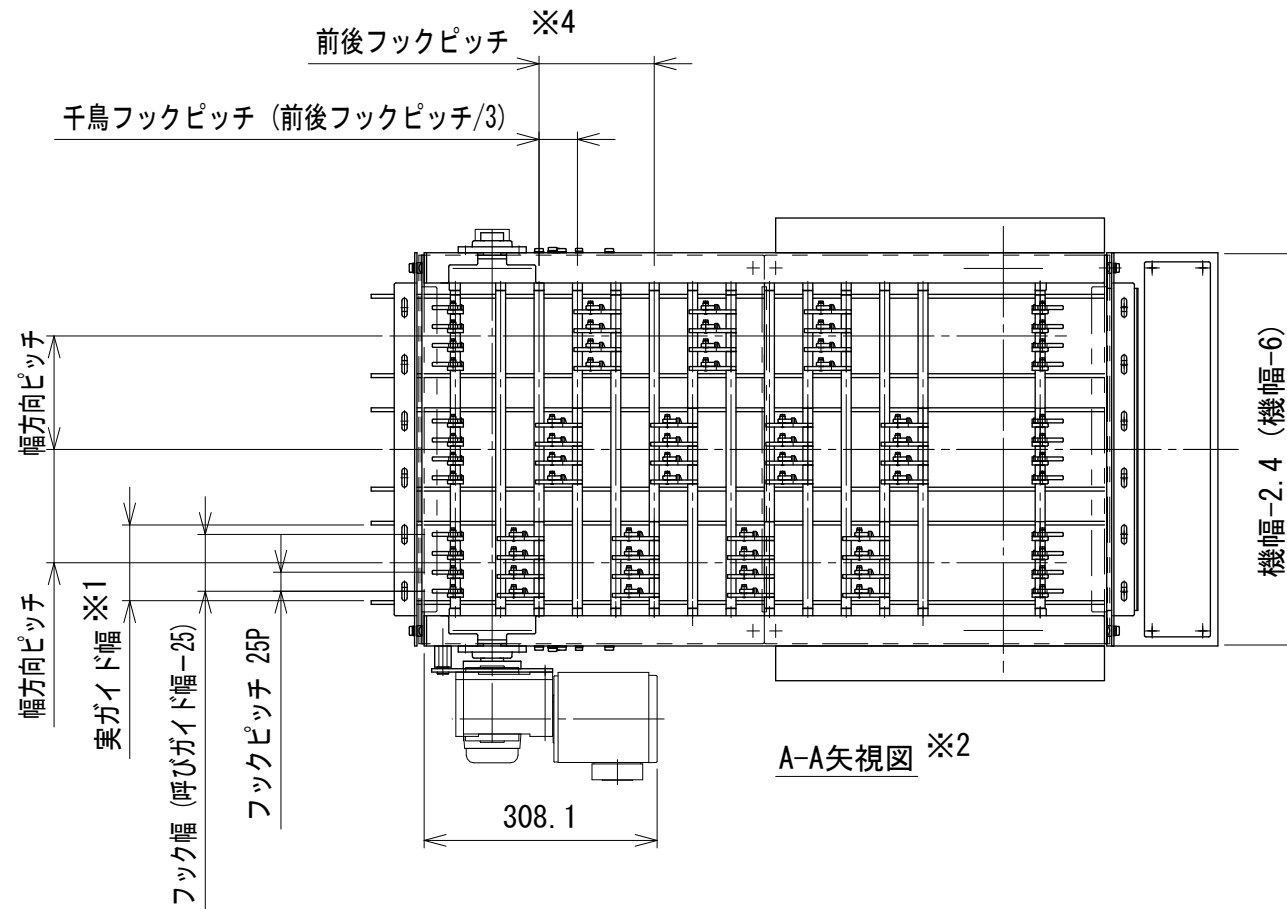 前後フックピッチ ※4
千鳥フックピッチ (前後フックピッチ/3)
幅方向ピッチ
幅方向ピッチ
実ガイド幅 ※1
フック幅 (呼びガイド幅-25)
フックピッチ 25P
機幅-2.4 (機幅-6)
A-A矢視図 ※2
308.1